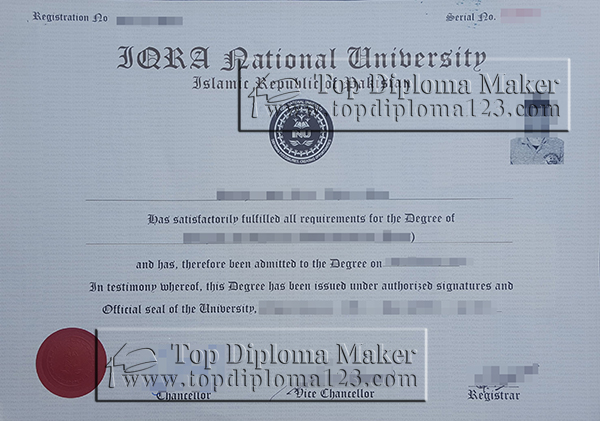 Registration No
Serial No.
IQRA National University
Islamic Republic of Pakistan
Top Diploma Maker
www.topdiploma123.com
INU
Has satisfactorily fulfilled all requirements for the Degree of
)
and has, therefore been admitted to the Degree on
In testimony whereof, this Degree has been issued under authorized signatures and
Official seal of the University,
Top Diploma Maker
www.topdiploma123.com
Chancellor
Vice Chancellor
Registrar